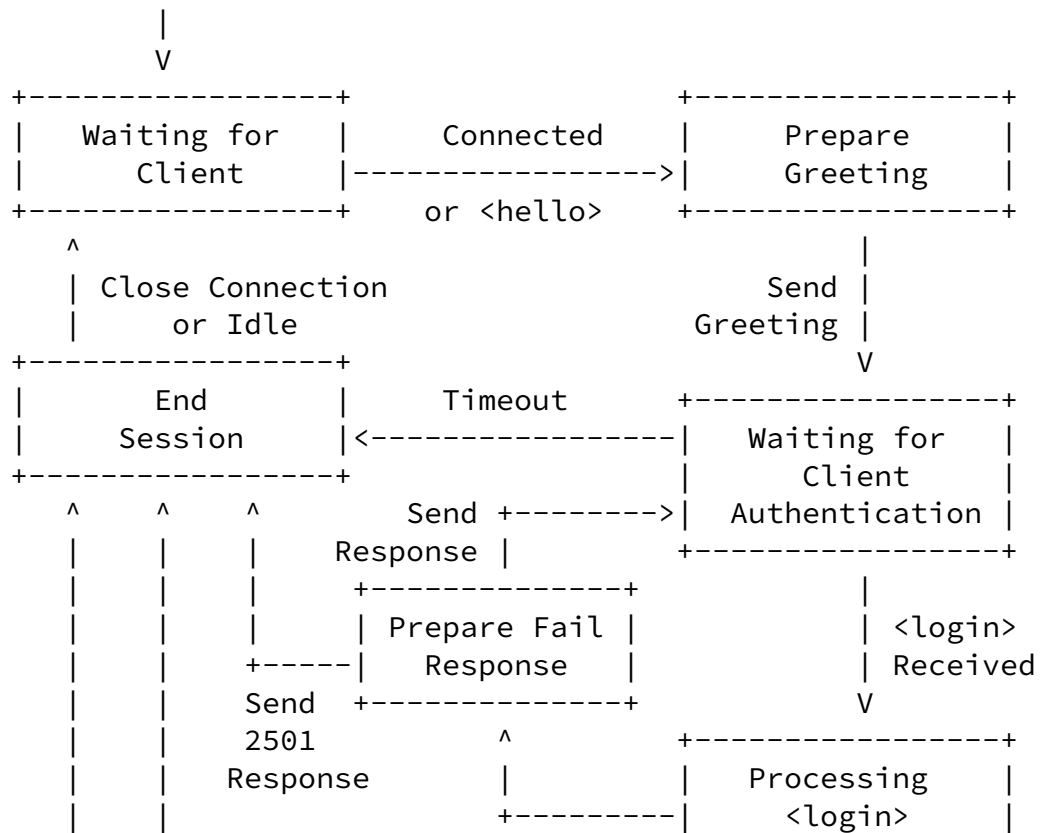 |
V
+-----------------+                  +-----------------+
|   Waiting for   |     Connected    |     Prepare     |
|      Client     |----------------->|     Greeting    |
+-----------------+    or <hello>    +-----------------+
   ^                                          |
   | Close Connection                    Send |
   |     or Idle                     Greeting |
+-----------------+                           V
|       End       |     Timeout      +-----------------+
|     Session     |<-----------------|   Waiting for   |
+-----------------+                  |      Client     |
   ^    ^    ^        Send +-------->|  Authentication |
   |    |    |    Response |         +-----------------+
   |    |    |     +--------------+            |
   |    |    |     | Prepare Fail |            | <login>
   |    |    +-----|   Response   |            | Received
   |    |    Send  +--------------+            V
   |    |    2501          ^         +-----------------+
   |    |   Response       |         |   Processing    |
   |    |                  +---------|     <login>     |